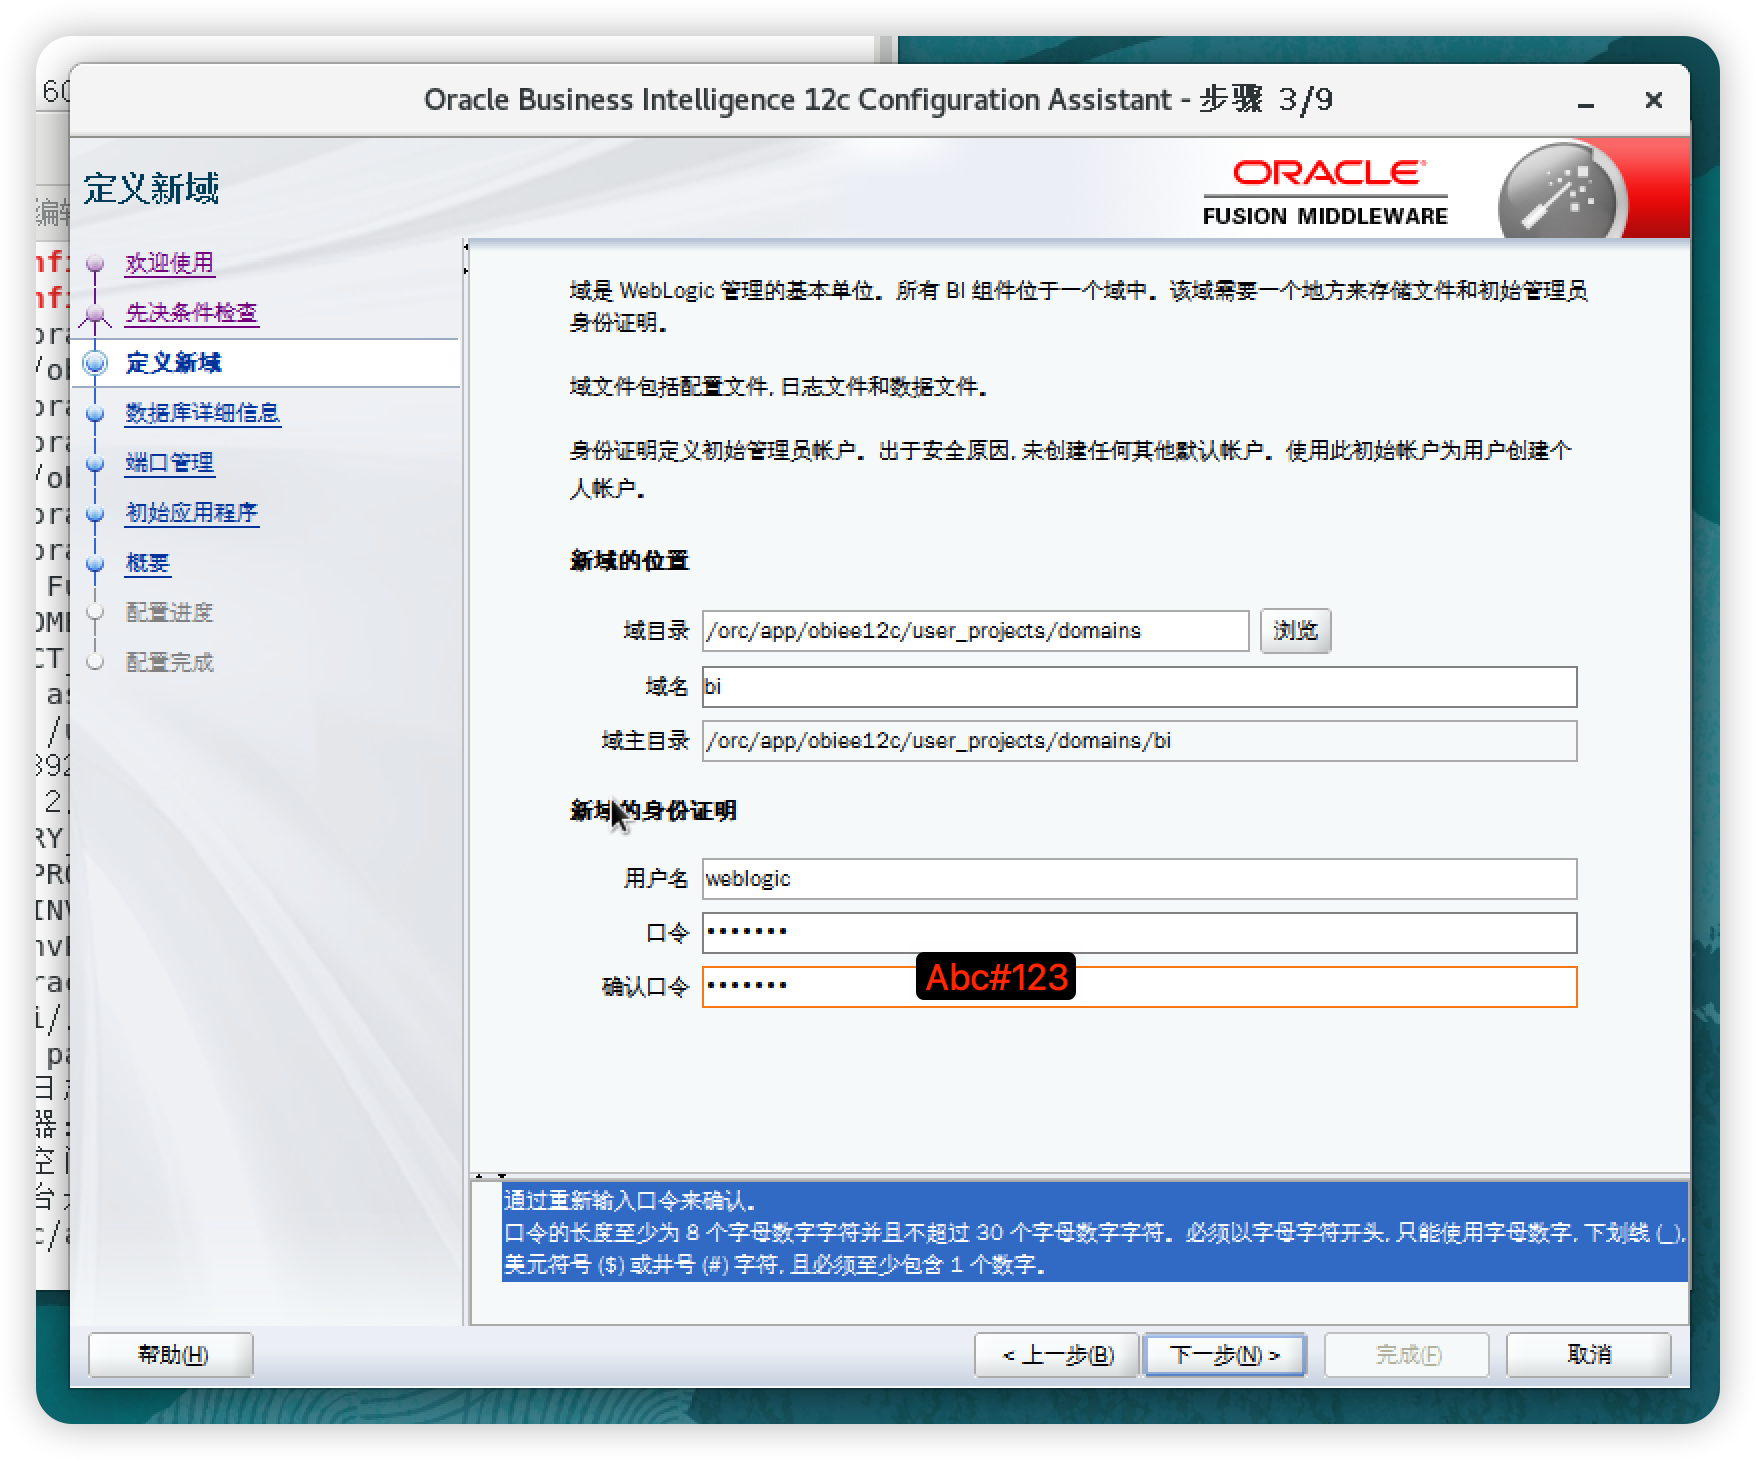 60
Oracle Business Intelligence 12c Configuration Assistant - 步骤 3/9
定义新域
ORACLE
FUSION MIDDLEWARE
欢迎使用
先决条件检查
定义新域
数据库详细信息
端口管理
初始应用程序
概要
配置进度
配置完成
域是 WebLogic 管理的基本单位。所有 BI 组件位于一个域中。该域需要一个地方来存储文件和初始管理员
身份证明。
域文件包括配置文件, 日志文件和数据文件。
身份证明定义初始管理员帐户。出于安全原因, 未创建任何其他默认帐户。使用此初始帐户为用户创建个
人帐户。
新域的位置
域目录 /orc/app/obiee12c/user_projects/domains 浏览
域名 bi
域主目录 /orc/app/obiee12c/user_projects/domains/bi
新域的身份证明
用户名 weblogic
口令 •••••••
确认口令 •••••••
Abc#123
通过重新输入口令来确认。
口令的长度至少为 8 个字母数字字符并且不超过 30 个字母数字字符。必须以字母字符开头, 只能使用字母数字, 下划线 (_),
美元符号 ($) 或井号 (#) 字符, 且必须至少包含 1 个数字。
帮助(H)
< 上一步(B)
下一步(N) >
完成(F)
取消